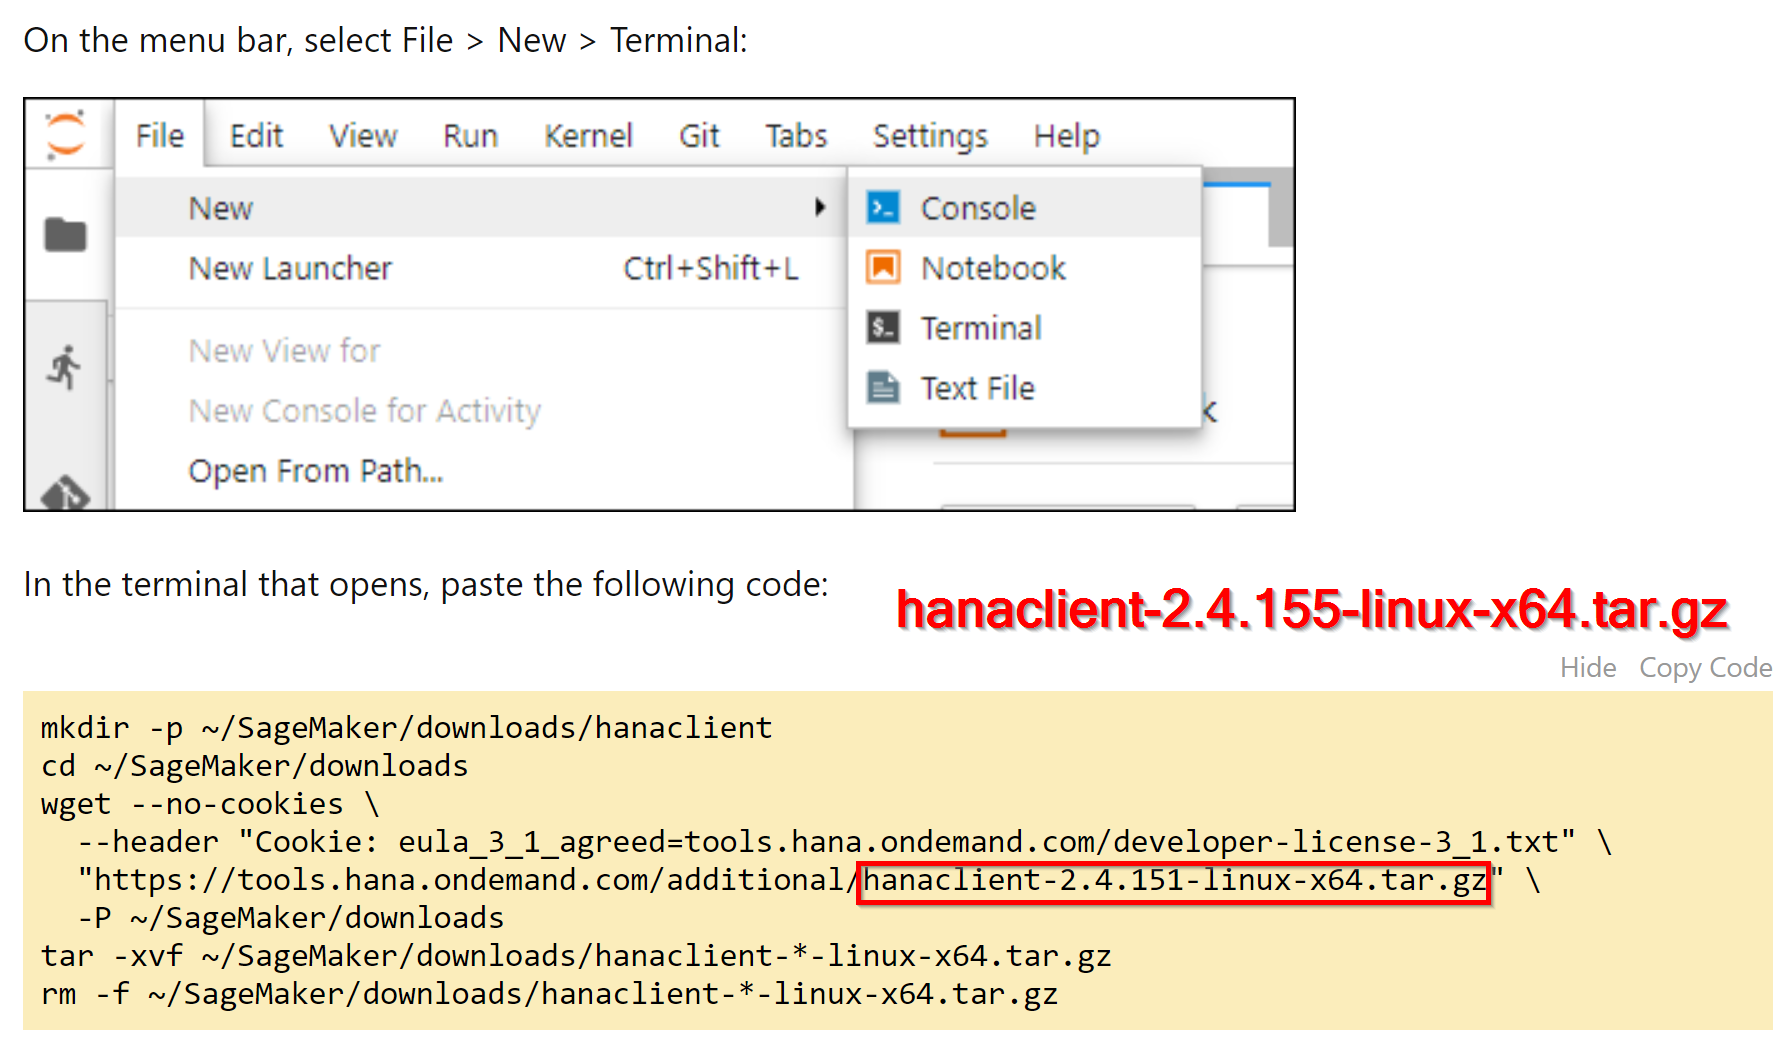 On the menu bar, select File > New > Terminal:
File Edit View Run Kernel Git Tabs Settings Help
New
New Launcher Ctrl+Shift+L
New View for
New Console for Activity
Open From Path...
Console
Notebook
Terminal
Text File
k
In the terminal that opens, paste the following code:
hanaclient-2.4.155-linux-x64.tar.gz
Hide Copy Code
mkdir -p ~/SageMaker/downloads/hanaclient
cd ~/SageMaker/downloads
wget --no-cookies \
--header "Cookie: eula_3_1_agreed=tools.hana.ondemand.com/developer-license-3_1.txt" \
"https://tools.hana.ondemand.com/additional/hanaclient-2.4.151-linux-x64.tar.gz" \
-P ~/SageMaker/downloads
tar -xvf ~/SageMaker/downloads/hanaclient-*-linux-x64.tar.gz
rm -f ~/SageMaker/downloads/hanaclient-*-linux-x64.tar.gz